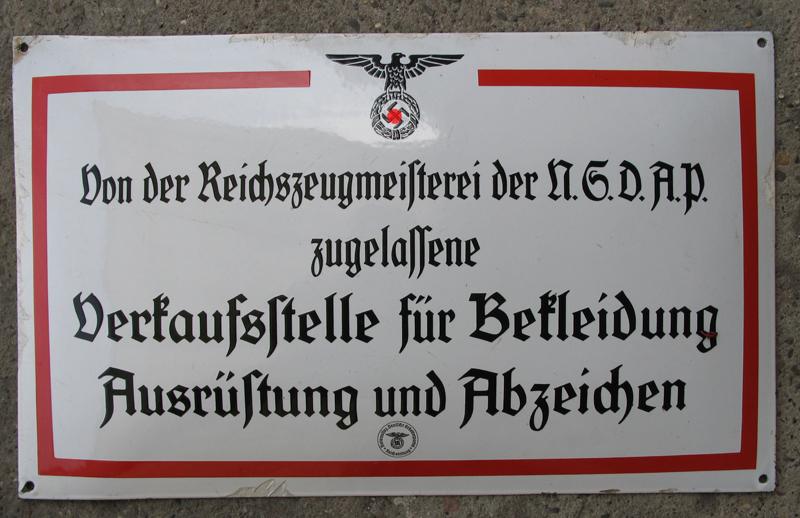 Von der Reichszeugmeisterei der N.S.D.A.P.
zugelassene
Verkaufsstelle für Bekleidung
Ausrüstung und Abzeichen